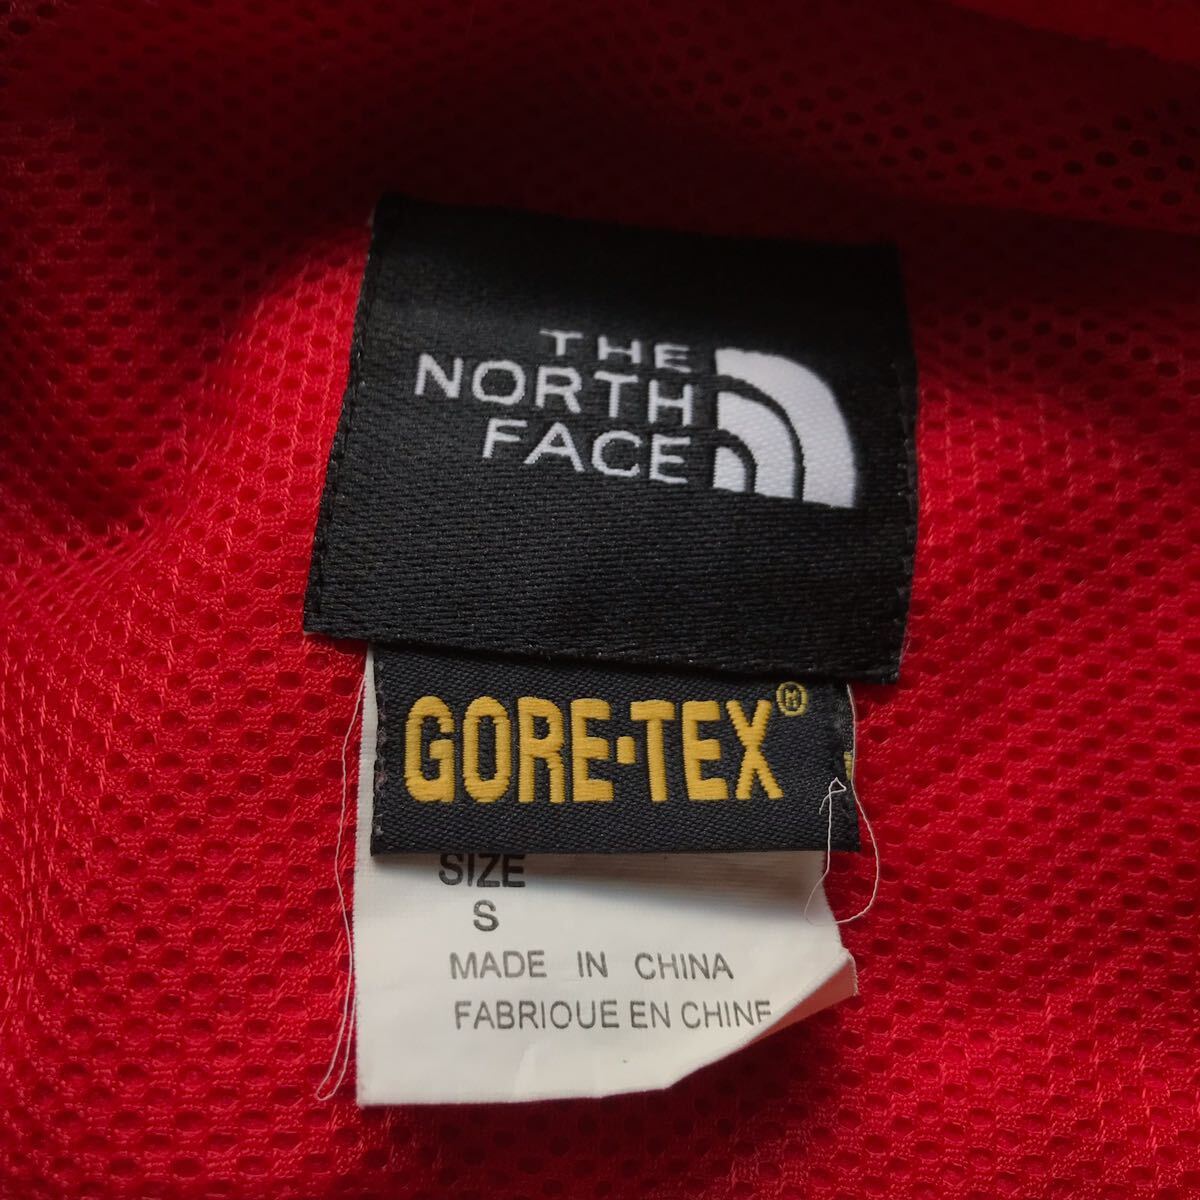 THE
NORTH
FACE
GORE-TEX
SIZE
S
MADE IN CHINA
FABRIOUE EN CHINE